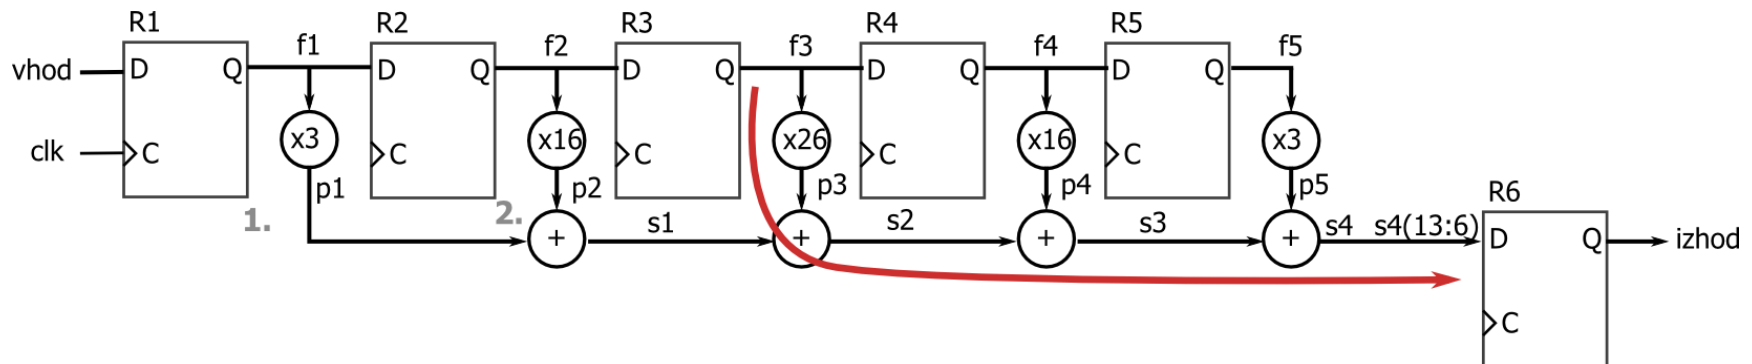 R1 R2 R3 R4 R5
f1 f2 f3 f4 f5
vhod D Q D Q D Q D Q D Q
x3 x16 x26 x16 x3
clk C C C C C
p1 p2 p3 p4 p5
R6
1. 2.
+ s1 + s2 + s3 + s4 s4(13:6) D Q izhod
C